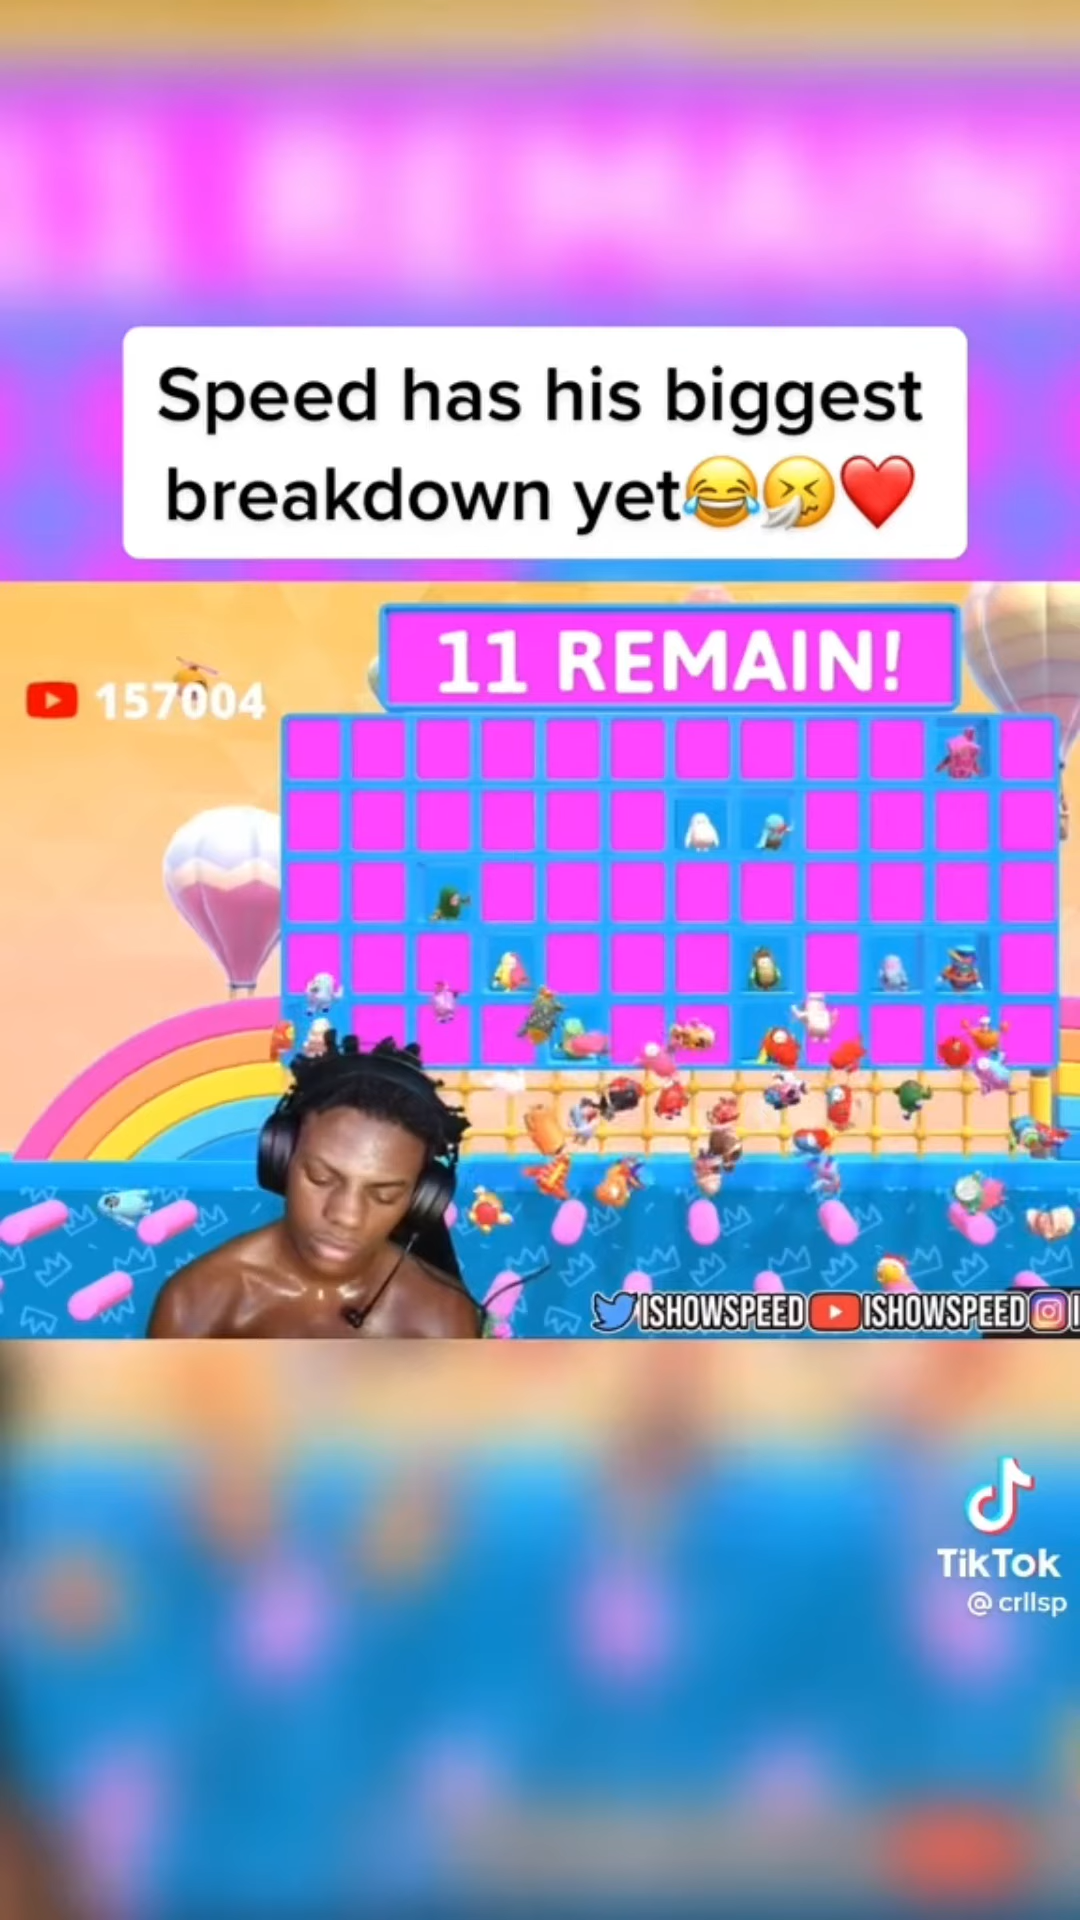 Speed has his biggest
breakdown yet😂🤧❤️
11 REMAIN!
157004
ISHOWSPEED ISHOWSPEED
TikTok
@ crllsp